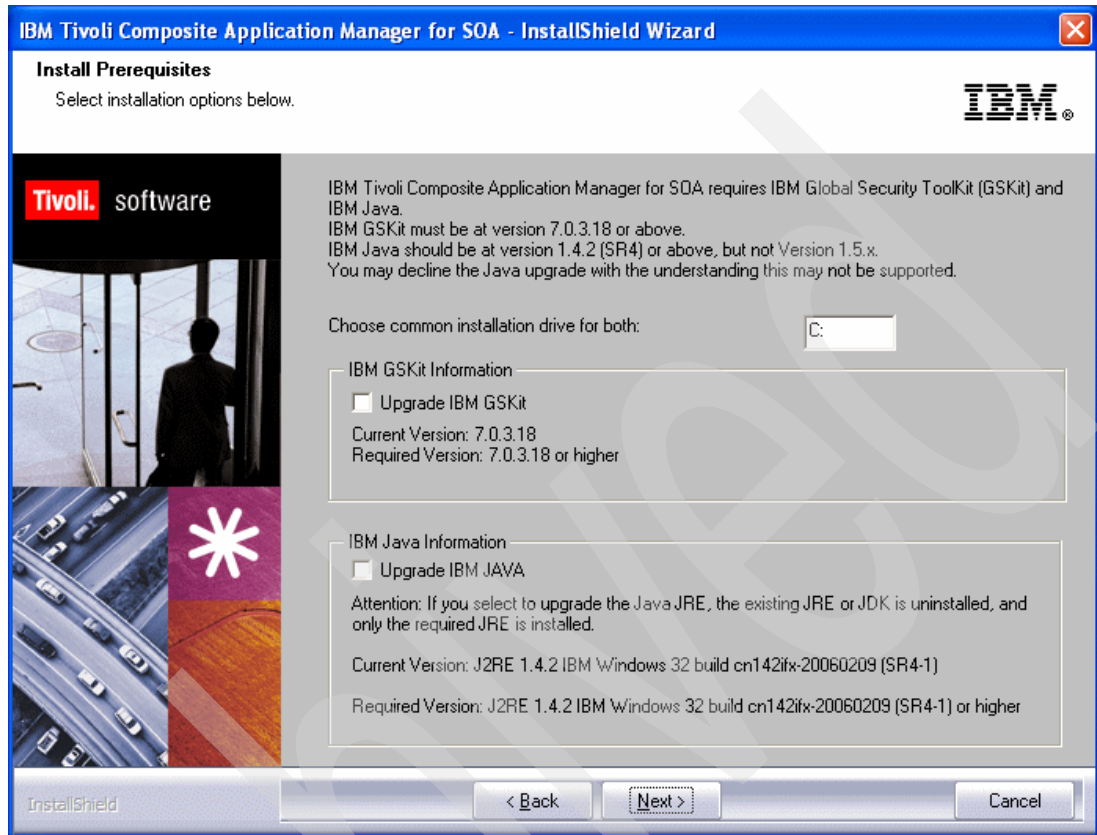 IBM Tivoli Composite Application Manager for SOA - InstallShield Wizard
Install Prerequisites
Select installation options below.
IBM®
Tivoli. software
IBM Tivoli Composite Application Manager for SOA requires IBM Global Security ToolKit (GSKit) and
IBM Java.
IBM GSKit must be at version 7.0.3.18 or above.
IBM Java should be at version 1.4.2 (SR4) or above, but not Version 1.5.x.
You may decline the Java upgrade with the understanding this may not be supported.
Choose common installation drive for both:
C:
IBM GSKit Information
Upgrade IBM GSKit
Current Version: 7.0.3.18
Required Version: 7.0.3.18 or higher
IBM Java Information
Upgrade IBM JAVA
Attention: If you select to upgrade the Java JRE, the existing JRE or JDK is uninstalled, and
only the required JRE is installed.
Current Version: J2RE 1.4.2 IBM Windows 32 build cn142ifx-20060209 (SR4-1)
Required Version: J2RE 1.4.2 IBM Windows 32 build cn142ifx-20060209 (SR4-1) or higher
InstallShield
< Back
Next >
Cancel